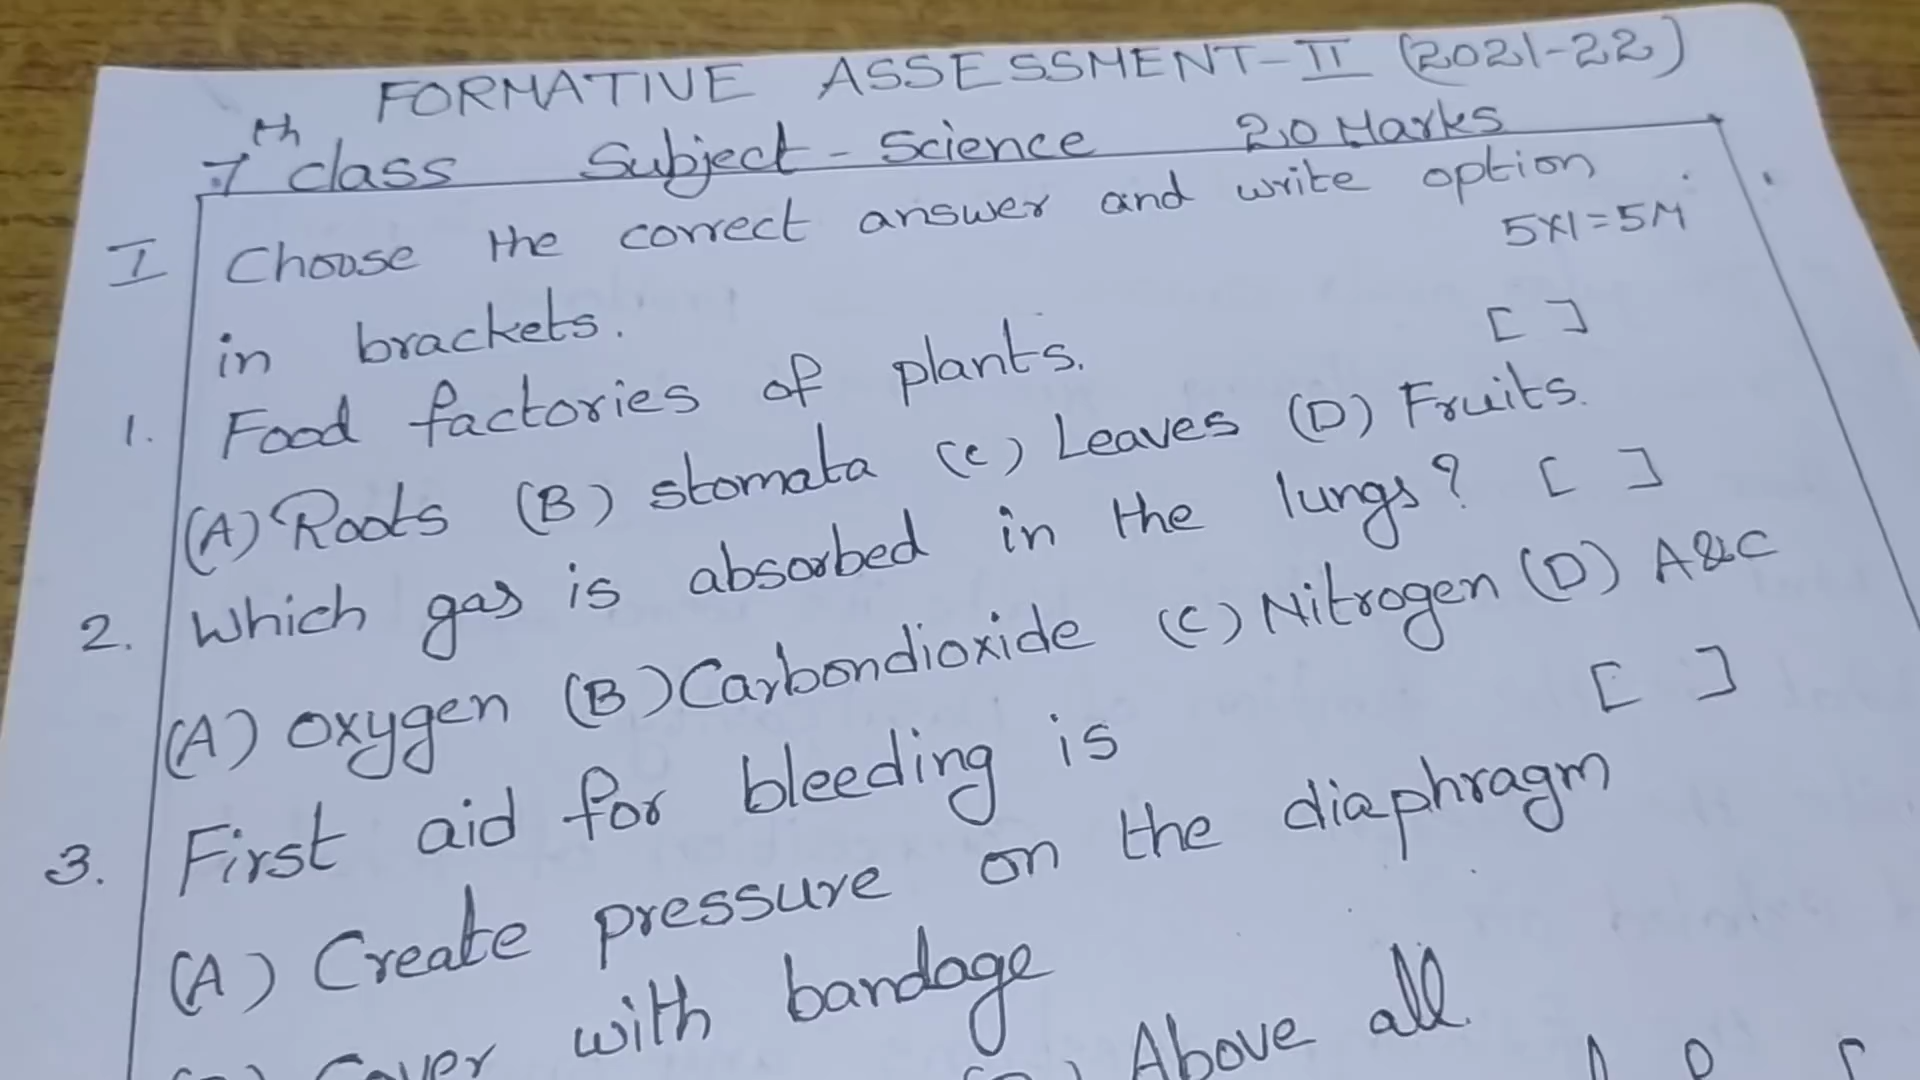 FORMATIVE ASSESSMENT-II (2021-22)
7th class Subject - Science 20 Marks
I Choose the correct answer and write option
in brackets. 5X1=5M
1. Food factories of plants. [ ]
(A) Roots (B) stomata (C) Leaves (D) Fruits.
2. Which gas is absorbed in the lungs? [ ]
(A) oxygen (B) Carbondioxide (C) Nitrogen (D) A&C
3. First aid for bleeding is [ ]
(A) Create pressure on the diaphragm
Cover with bandage
Above all.